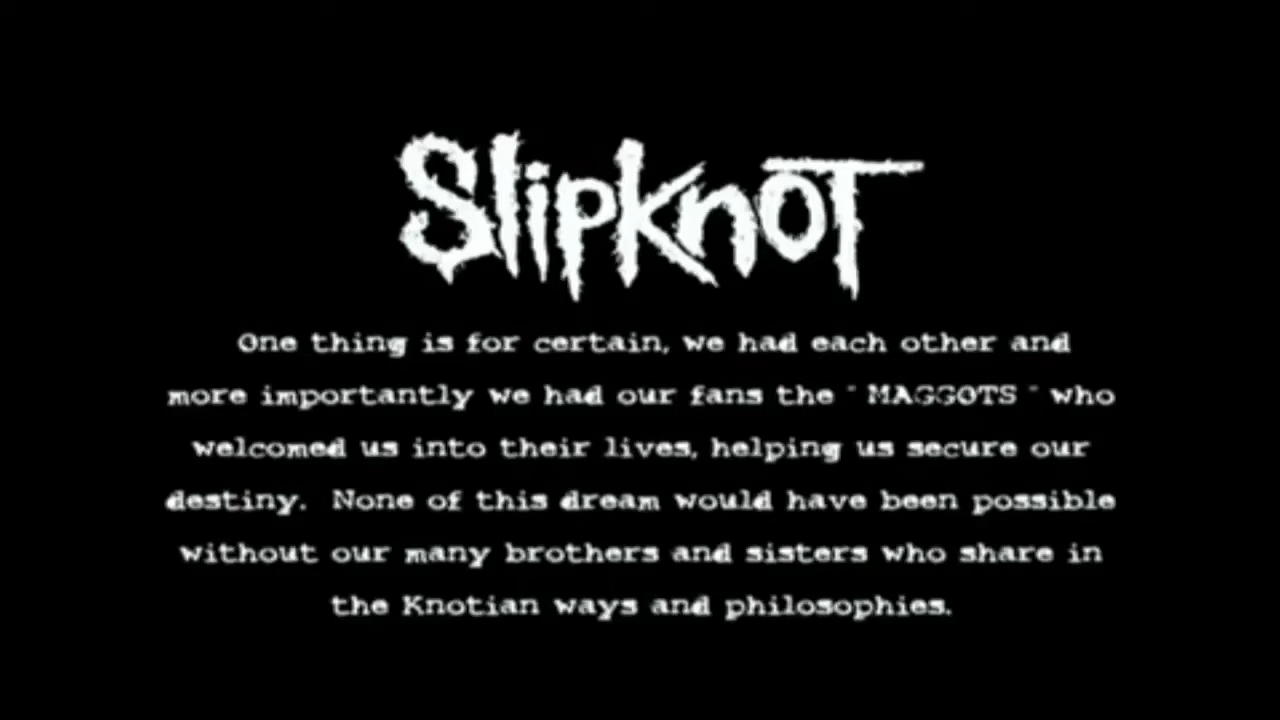 Slipknot
One thing is for certain, we had each other and
more importantly we had our fans the " MAGGOTS " who
welcomed us into their lives, helping us secure our
destiny. None of this dream would have been possible
without our many brothers and sisters who share in
the Knotian ways and philosophies.